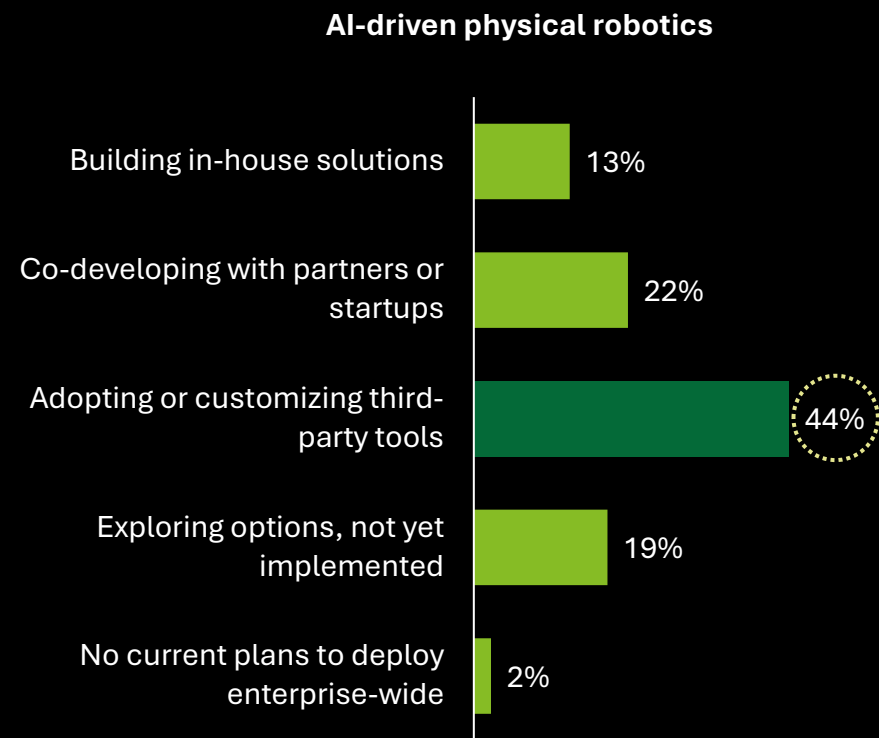 AI-driven physical robotics
Building in-house solutions
13%
Co-developing with partners or
startups
22%
Adopting or customizing third-
party tools
44%
Exploring options, not yet
implemented
19%
No current plans to deploy
enterprise-wide
2%